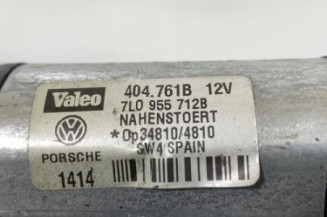 Valeo 404.761B 12V
7L0 955 712B
NAHENSTOERT
*Op34810/4810
SW4/SPAIN
PORSCHE
1414